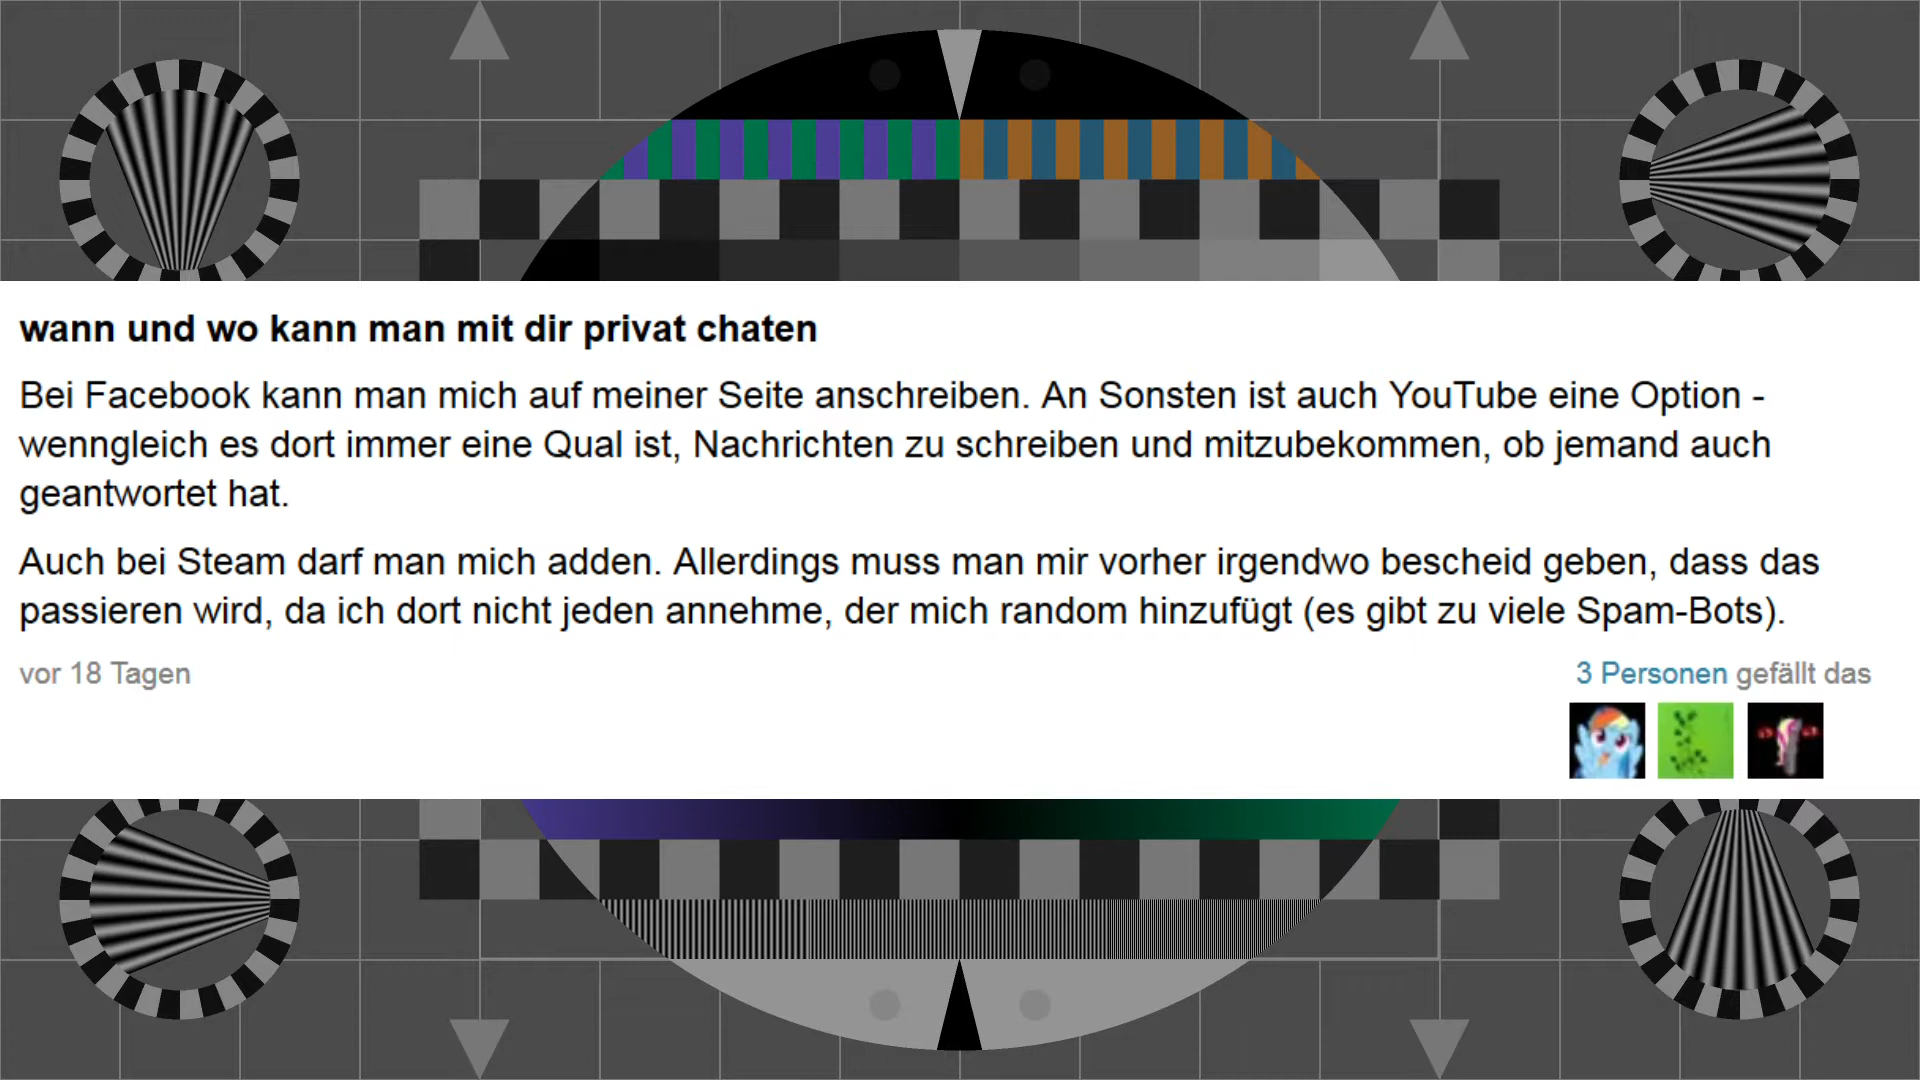 wann und wo kann man mit dir privat chaten
Bei Facebook kann man mich auf meiner Seite anschreiben. An Sonsten ist auch YouTube eine Option -
wenngleich es dort immer eine Qual ist, Nachrichten zu schreiben und mitzubekommen, ob jemand auch
geantwortet hat.
Auch bei Steam darf man mich adden. Allerdings muss man mir vorher irgendwo bescheid geben, dass das
passieren wird, da ich dort nicht jeden annehme, der mich random hinzufügt (es gibt zu viele Spam-Bots).
vor 18 Tagen
3 Personen gefällt das